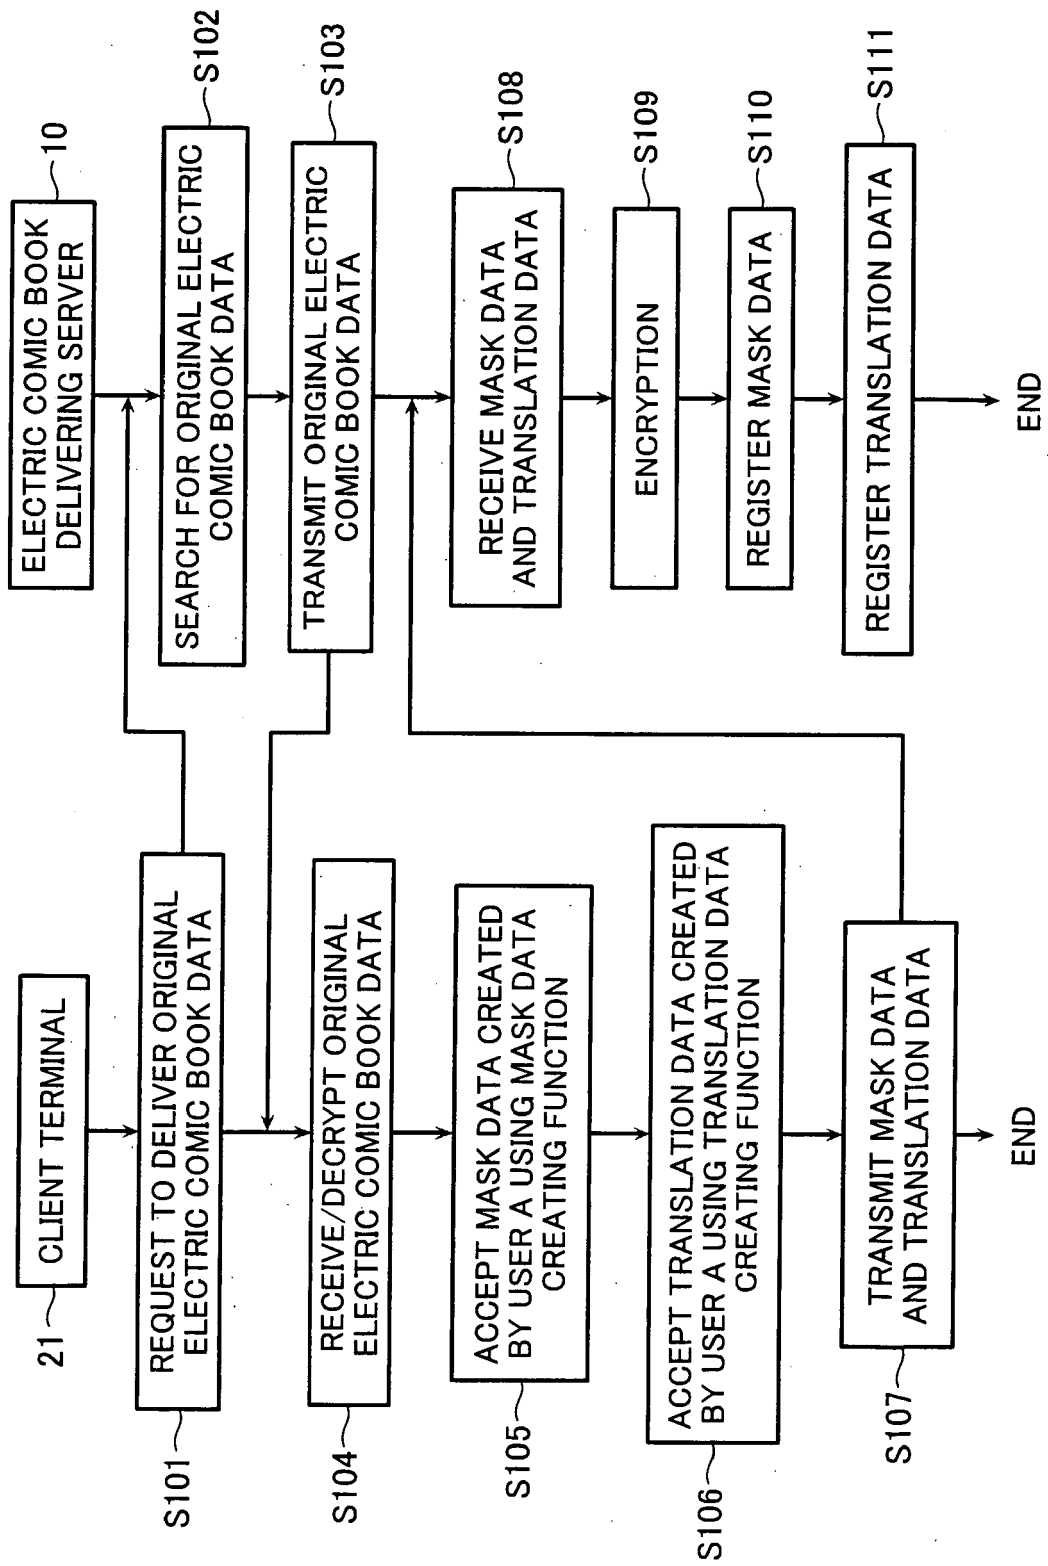 21
CLIENT TERMINAL
S101
REQUEST TO DELIVER ORIGINAL
ELECTRIC COMIC BOOK DATA
S104
RECEIVE/DECRYPT ORIGINAL
ELECTRIC COMIC BOOK DATA
S105
ACCEPT MASK DATA CREATED
BY USER A USING MASK DATA
CREATING FUNCTION
S106
ACCEPT TRANSLATION DATA CREATED
BY USER A USING TRANSLATION DATA
CREATING FUNCTION
S107
TRANSMIT MASK DATA
AND TRANSLATION DATA
END
10
ELECTRIC COMIC BOOK
DELIVERING SERVER
S102
SEARCH FOR ORIGINAL ELECTRIC
COMIC BOOK DATA
S103
TRANSMIT ORIGINAL ELECTRIC
COMIC BOOK DATA
S108
RECEIVE MASK DATA
AND TRANSLATION DATA
S109
ENCRYPTION
S110
REGISTER MASK DATA
S111
REGISTER TRANSLATION DATA
END